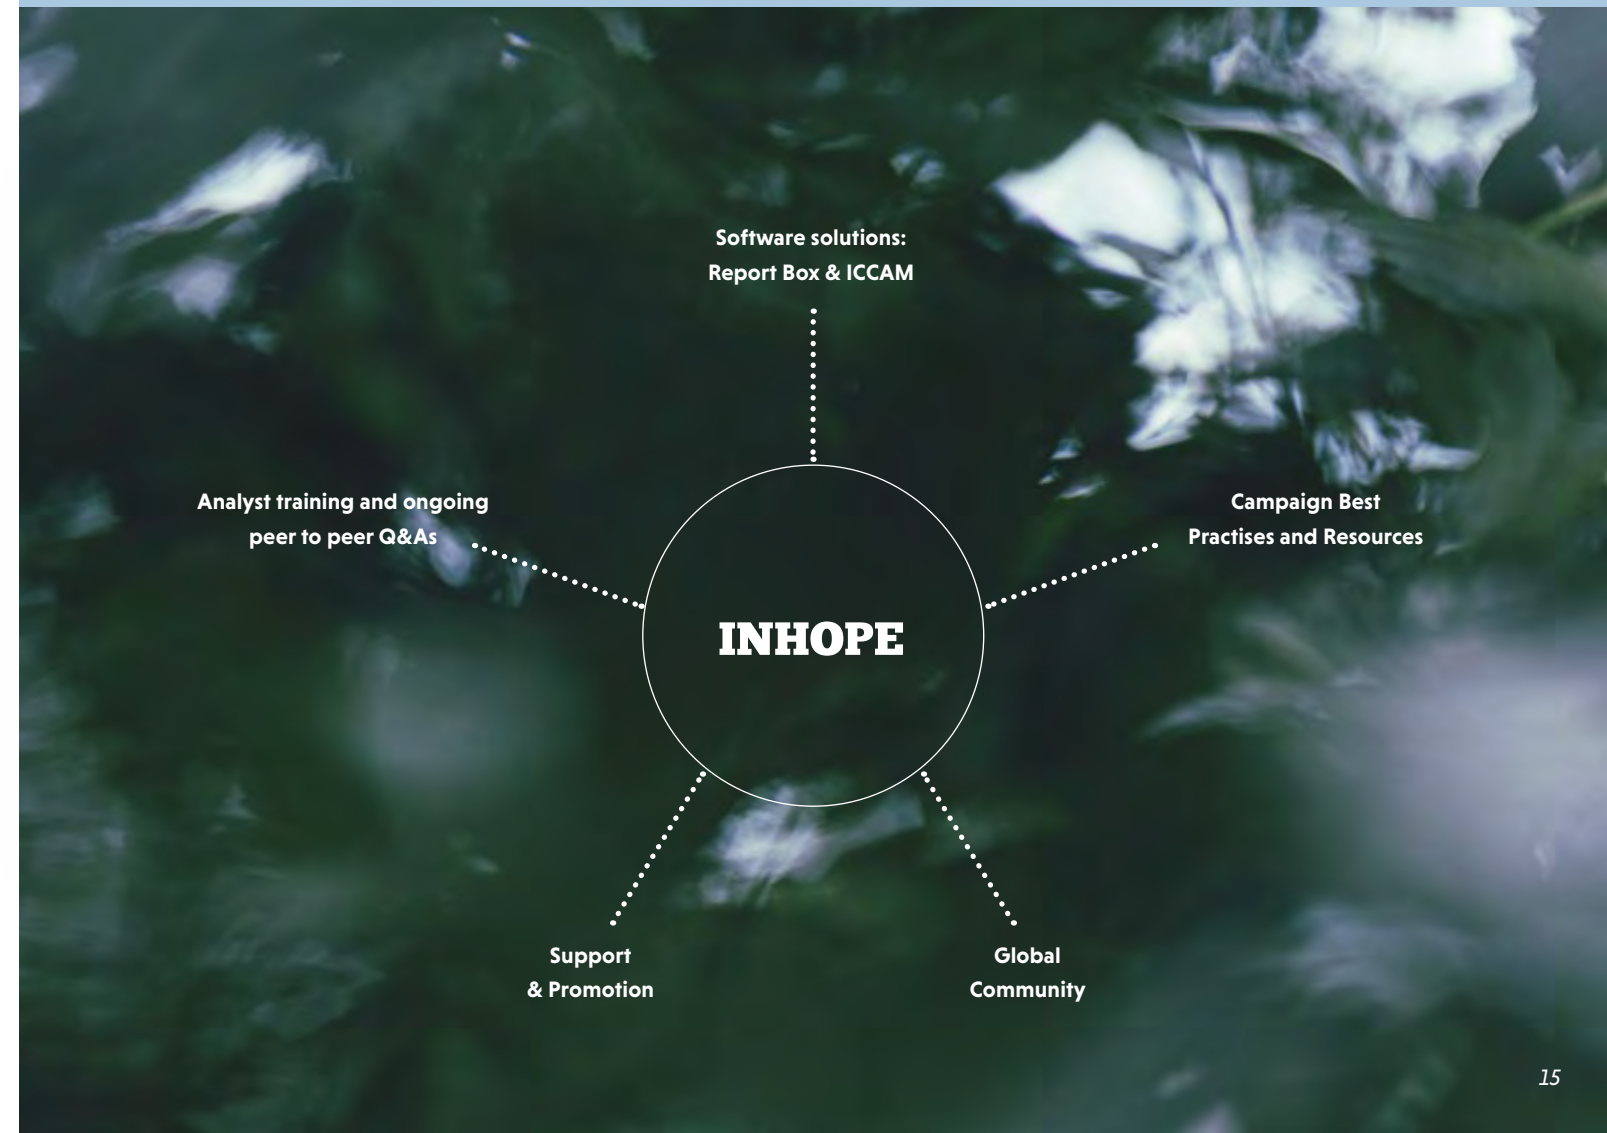 Software solutions:
Report Box & ICCAM
Analyst training and ongoing
peer to peer Q&As
Campaign Best
Practises and Resources
INHOPE
Support
& Promotion
Global
Community
15